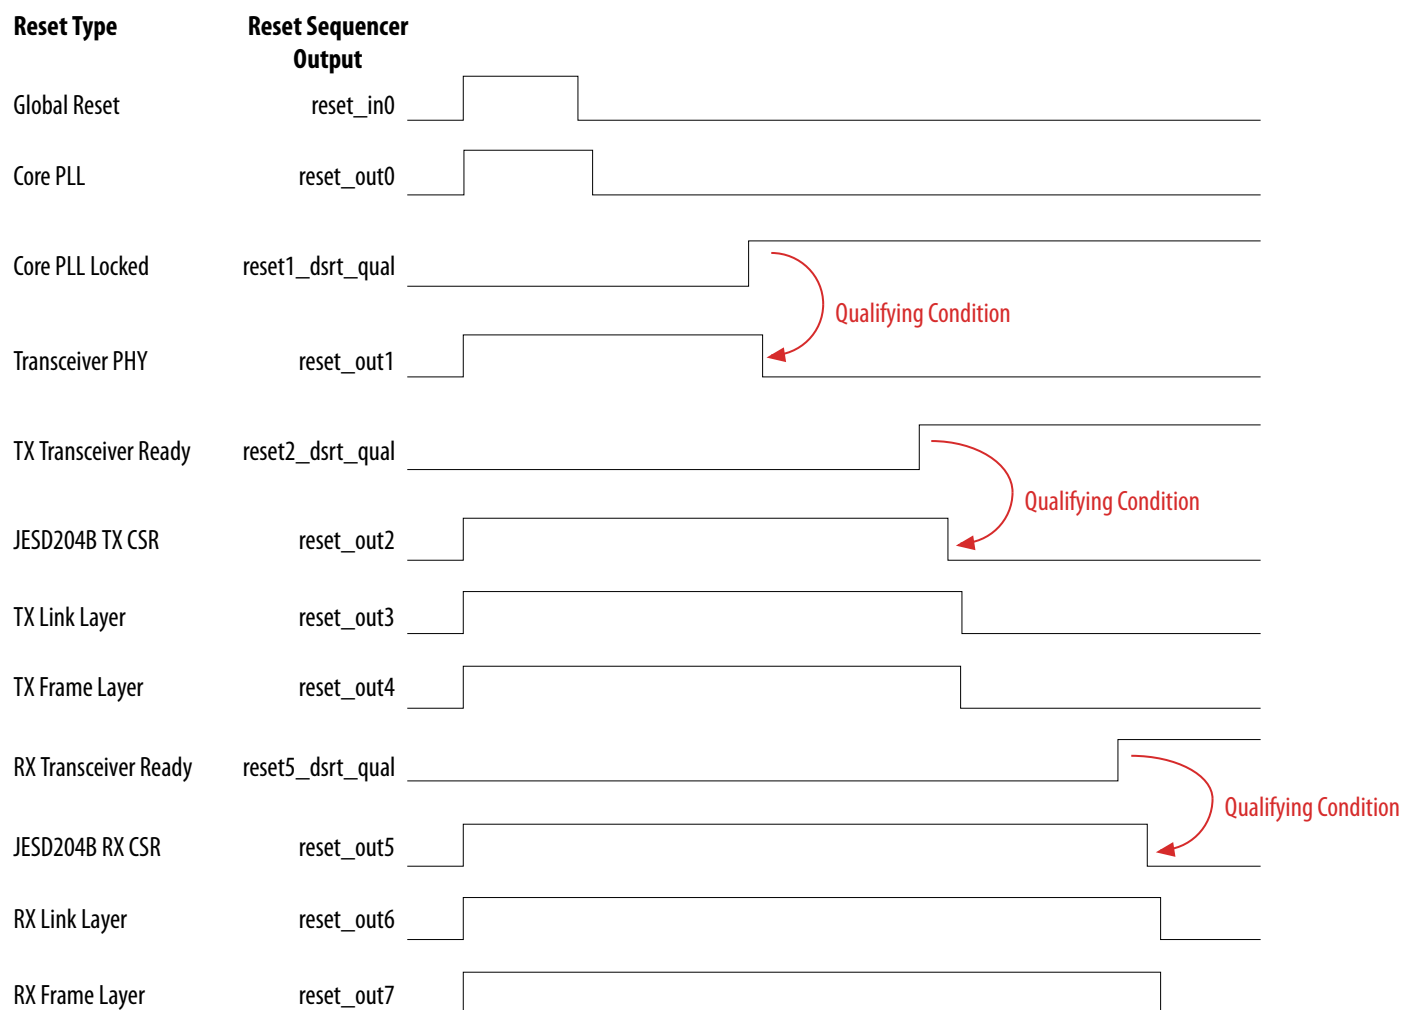 Reset Type
Reset Sequencer
Output
Global Reset reset_in0
Core PLL reset_out0
Core PLL Locked reset1_dsrt_qual
Qualifying Condition
Transceiver PHY reset_out1
TX Transceiver Ready reset2_dsrt_qual
Qualifying Condition
JESD204B TX CSR reset_out2
TX Link Layer reset_out3
TX Frame Layer reset_out4
RX Transceiver Ready reset5_dsrt_qual
Qualifying Condition
JESD204B RX CSR reset_out5
RX Link Layer reset_out6
RX Frame Layer reset_out7